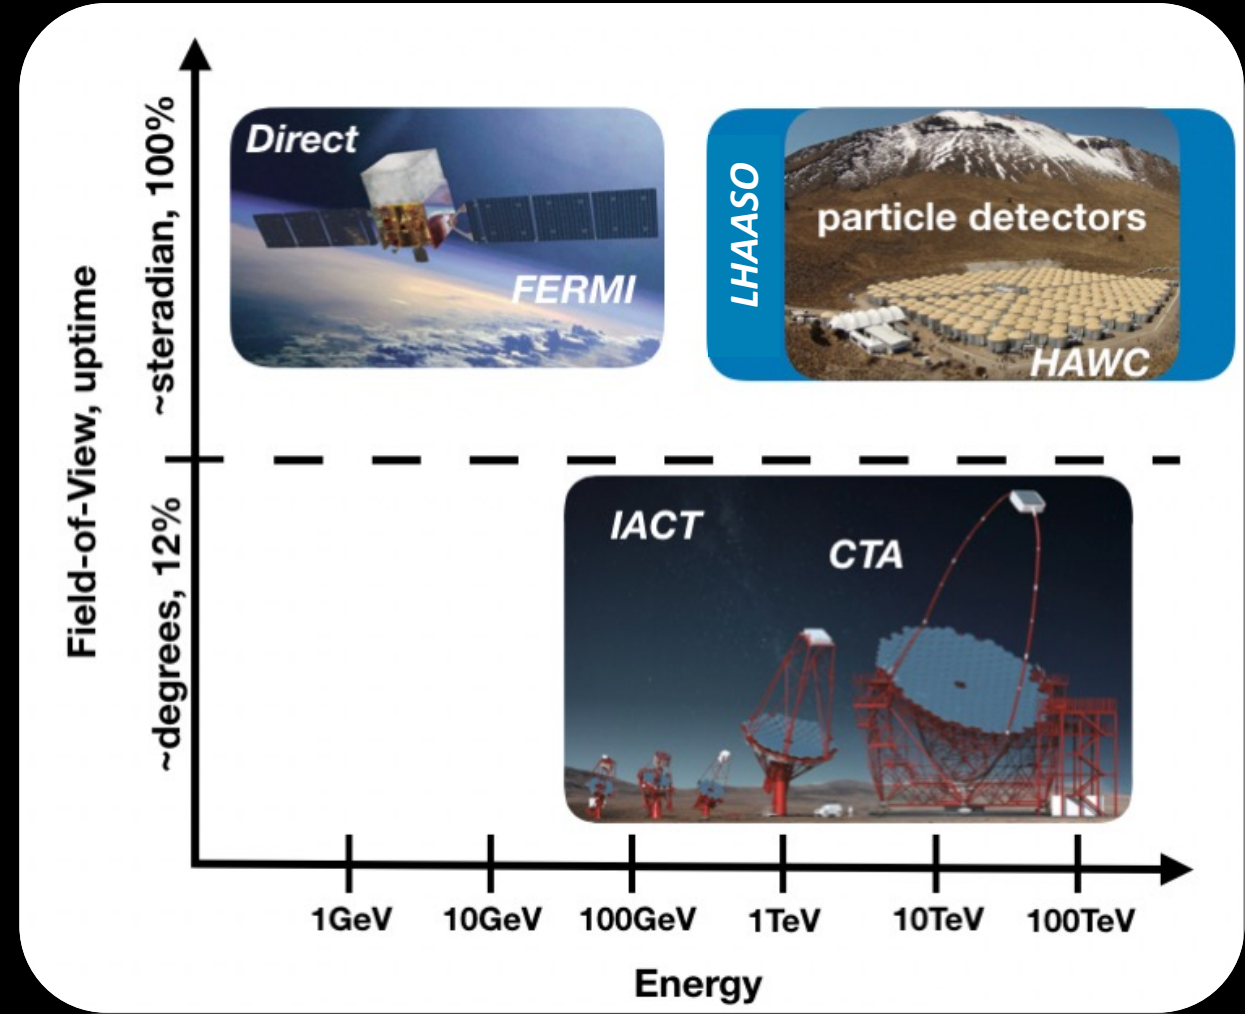 Field-of-View, uptime
~steradian, 100%
~degrees, 12%
Direct
FERMI
LHAASO
particle detectors
HAWC
IACT
CTA
1GeV
10GeV
100GeV
1TeV
10TeV
100TeV
Energy